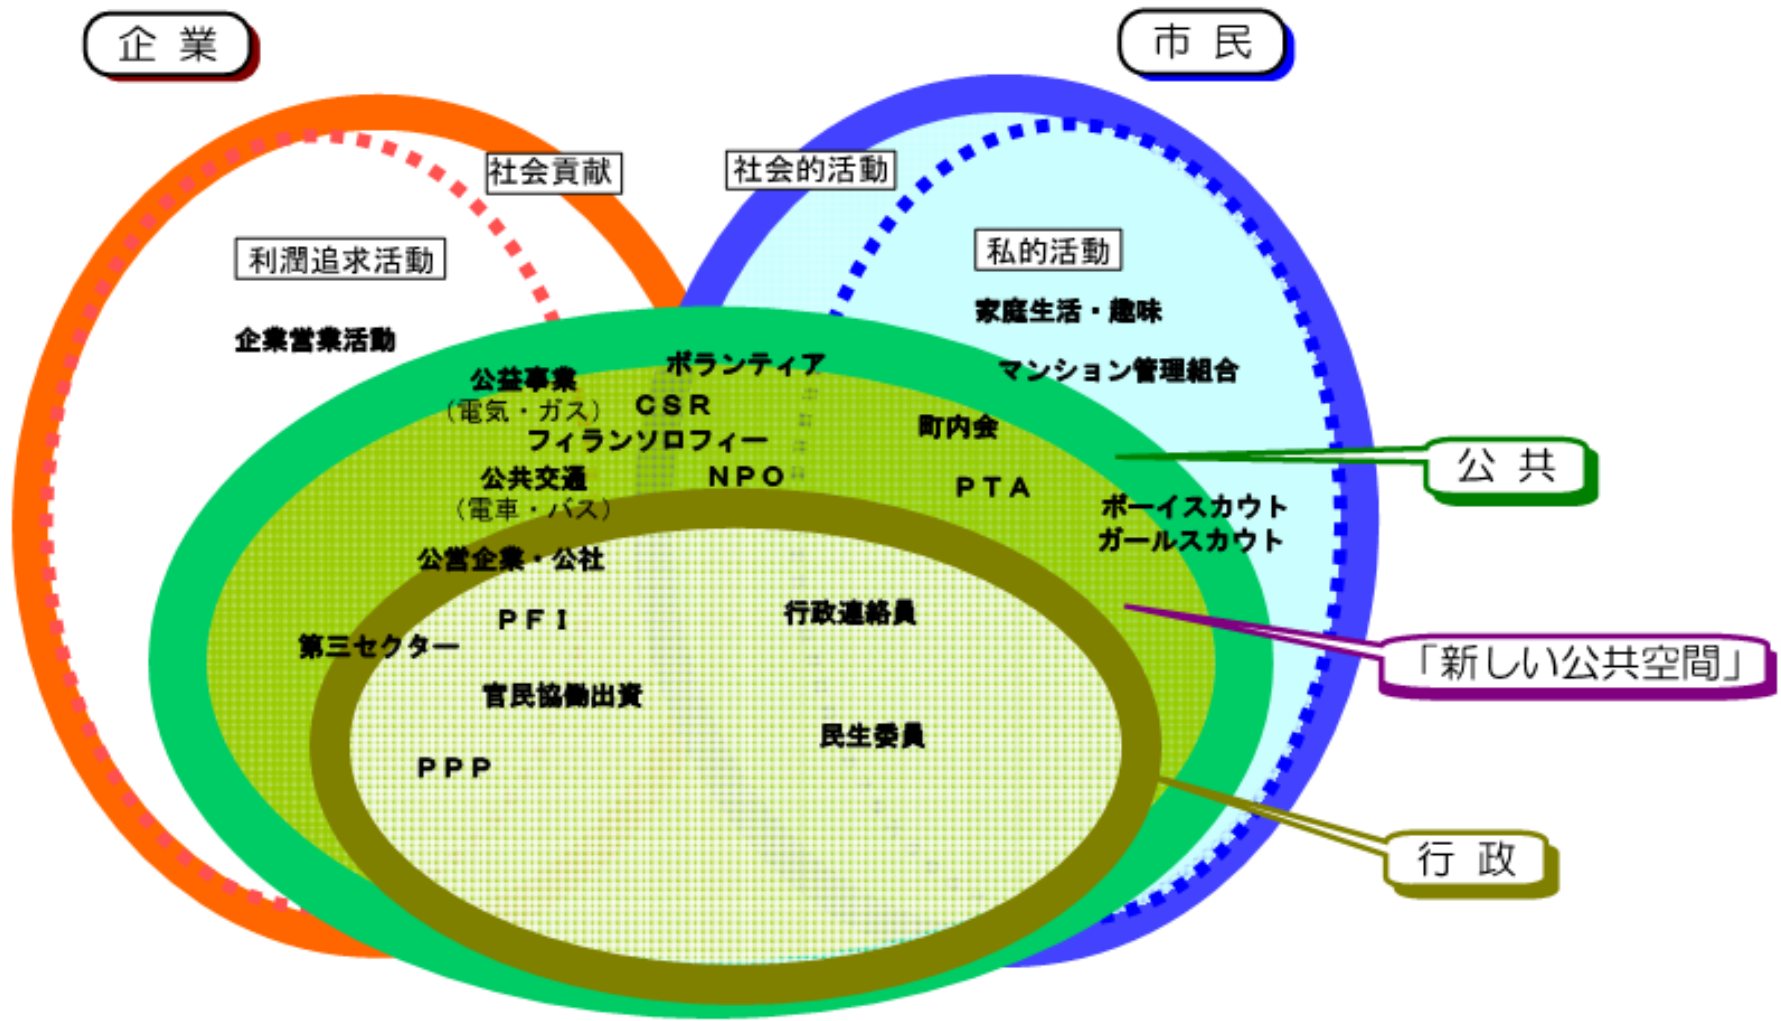 企 業
市 民
社会貢献
社会的活動
利潤追求活動
私的活動
家庭生活・趣味
企業営業活動
マンション管理組合
ボランティア
公益事業
（電気・ガス）
ＣＳＲ
フィランソロフィー
町内会
公共交通
（電車・バス）
ＮＰＯ
ＰＴＡ
公 共
ボーイスカウト
ガールスカウト
公営企業・公社
ＰＦＩ
行政連絡員
第三セクター
「新しい公共空間」
官民協働出資
民生委員
ＰＰＰ
行 政